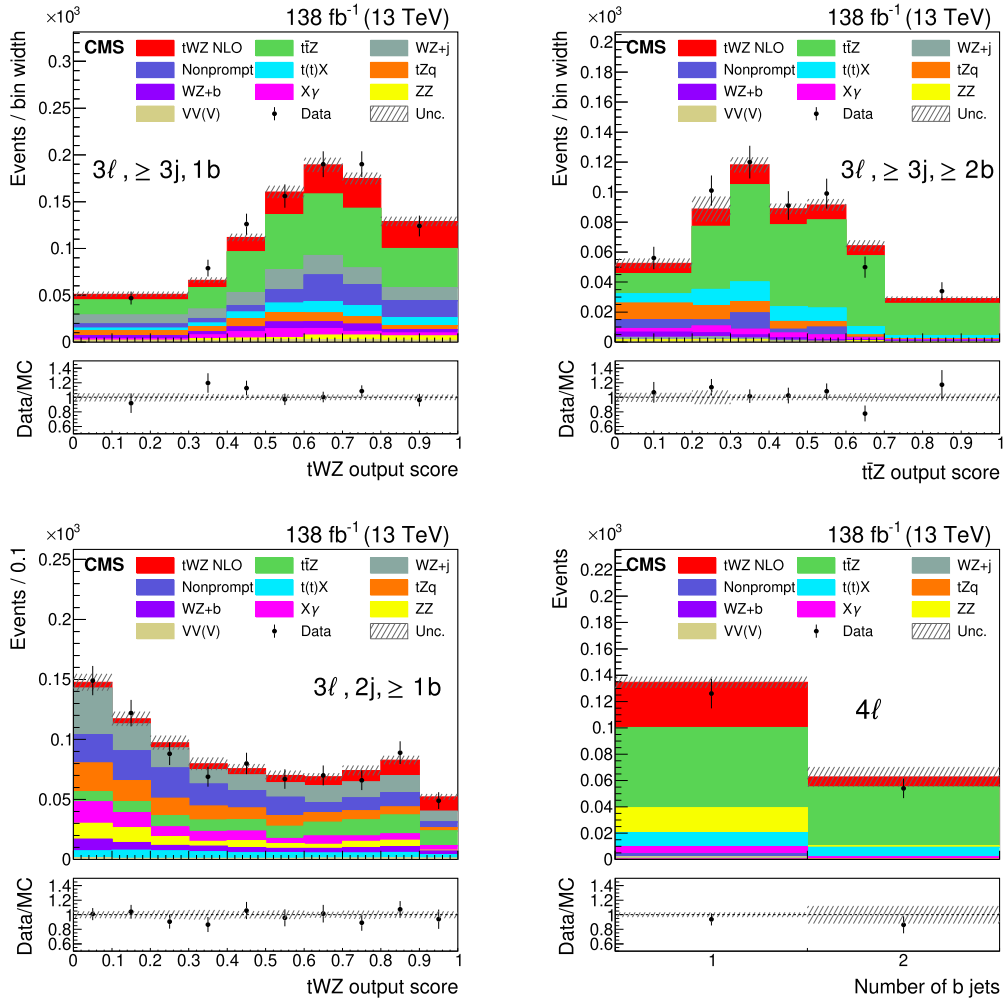 ×10³ 138 fb⁻¹ (13 TeV)
Events / bin width
CMS tWZ NLO tt̄Z WZ+j
Nonprompt t(t)X tZq
WZ+b Xγ ZZ
VV(V) Data Unc.
3ℓ , ≥ 3j, 1b
0.3
0.25
0.2
0.15
0.1
0.05
0
Data/MC
1.4
1.2
1
0.8
0.6
0 0.1 0.2 0.3 0.4 0.5 0.6 0.7 0.8 0.9 1
tWZ output score
×10³ 138 fb⁻¹ (13 TeV)
Events / bin width
CMS tWZ NLO tt̄Z WZ+j
Nonprompt t(t)X tZq
WZ+b Xγ ZZ
VV(V) Data Unc.
3ℓ , ≥ 3j, ≥ 2b
0.2
0.18
0.16
0.14
0.12
0.1
0.08
0.06
0.04
0.02
0
Data/MC
1.4
1.2
1
0.8
0.6
0 0.1 0.2 0.3 0.4 0.5 0.6 0.7 0.8 0.9 1
tt̄Z output score
×10³ 138 fb⁻¹ (13 TeV)
Events / 0.1
CMS tWZ NLO tt̄Z WZ+j
Nonprompt t(t)X tZq
WZ+b Xγ ZZ
VV(V) Data Unc.
3ℓ , 2j, ≥ 1b
0.25
0.2
0.15
0.1
0.05
0
Data/MC
1.4
1.2
1
0.8
0.6
0 0.1 0.2 0.3 0.4 0.5 0.6 0.7 0.8 0.9 1
tWZ output score
×10³ 138 fb⁻¹ (13 TeV)
Events
CMS tWZ NLO tt̄Z WZ+j
Nonprompt t(t)X tZq
WZ+b Xγ ZZ
VV(V) Data Unc.
4ℓ
0.22
0.2
0.18
0.16
0.14
0.12
0.1
0.08
0.06
0.04
0.02
0
Data/MC
1.4
1.2
1
0.8
0.6
1 2
Number of b jets